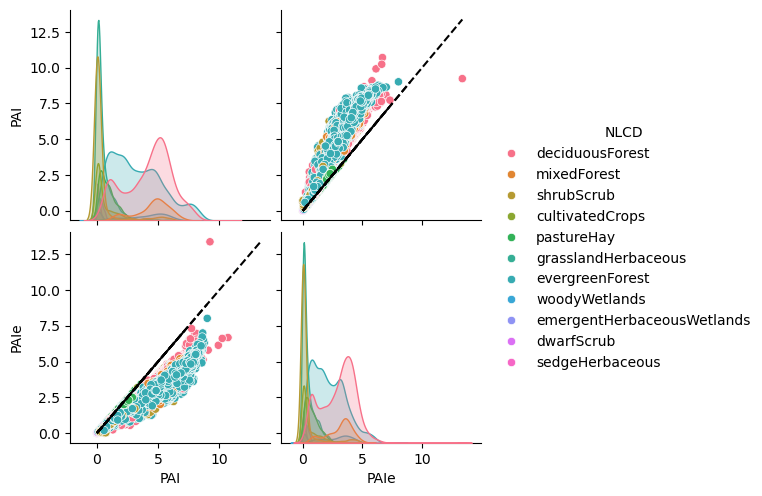 12.5
10.0
7.5
5.0
2.5
0.0
PAI
NLCD
deciduousForest
mixedForest
shrubScrub
cultivatedCrops
pastureHay
grasslandHerbaceous
evergreenForest
woodyWetlands
emergentHerbaceousWetlands
dwarfScrub
sedgeHerbaceous
12.5
10.0
7.5
5.0
2.5
0.0
PAIe
0 5 10
0 5 10
PAI
PAIe